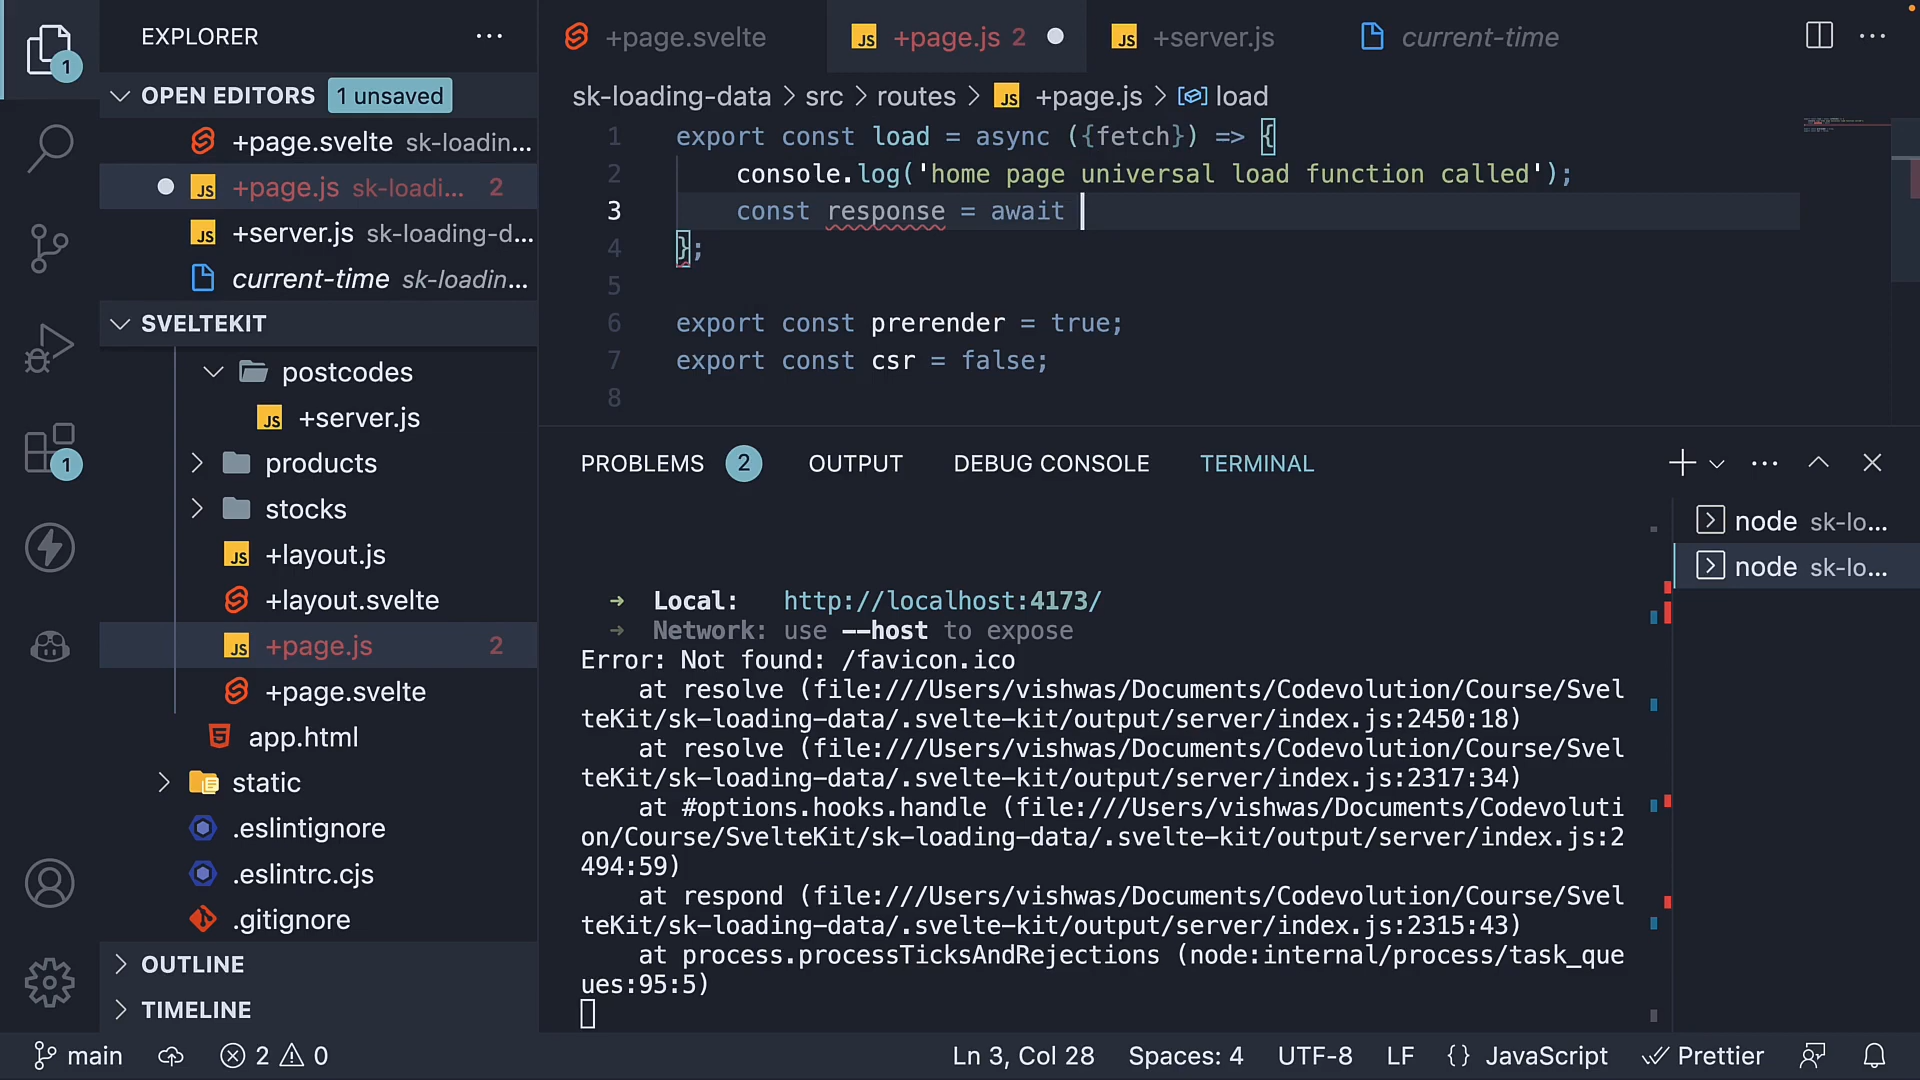 EXPLORER
1
OPEN EDITORS 1 unsaved
+page.svelte sk-loadin...
+page.js sk-loadi... 2
+server.js sk-loading-d...
current-time sk-loadin...
SVELTEKIT
postcodes
JS +server.js
products
stocks
JS +layout.js
+layout.svelte
JS +page.js 2
+page.svelte
app.html
static
.eslintignore
.eslintrc.cjs
.gitignore
OUTLINE
TIMELINE
1
+page.svelte
JS +page.js 2
JS +server.js
current-time
sk-loading-data > src > routes > JS +page.js > load
1 export const load = async ({fetch}) => {
2 console.log('home page universal load function called');
3 const response = await
4 };
5
6 export const prerender = true;
7 export const csr = false;
8
PROBLEMS 2 OUTPUT DEBUG CONSOLE TERMINAL
➜ Local: http://localhost:4173/
➜ Network: use --host to expose
Error: Not found: /favicon.ico
at resolve (file:///Users/vishwas/Documents/Codevolution/Course/Svel
teKit/sk-loading-data/.svelte-kit/output/server/index.js:2450:18)
at resolve (file:///Users/vishwas/Documents/Codevolution/Course/Svel
teKit/sk-loading-data/.svelte-kit/output/server/index.js:2317:34)
at #options.hooks.handle (file:///Users/vishwas/Documents/Codevoluti
on/Course/SvelteKit/sk-loading-data/.svelte-kit/output/server/index.js:2
494:59)
at respond (file:///Users/vishwas/Documents/Codevolution/Course/Svel
teKit/sk-loading-data/.svelte-kit/output/server/index.js:2315:43)
at process.processTicksAndRejections (node:internal/process/task_que
ues:95:5)
node sk-lo...
node sk-lo...
main 2 0 Ln 3, Col 28 Spaces: 4 UTF-8 LF {} JavaScript Prettier